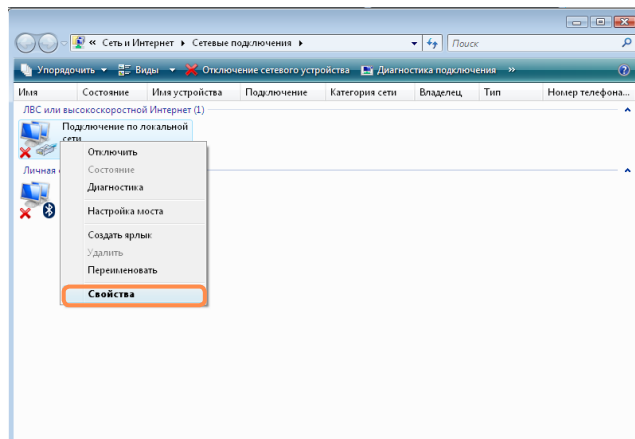 « Сеть и Интернет ▸ Сетевые подключения ▸ Поиск
Упорядочить Виды Отключение сетевого устройства Диагностика подключения »
Имя Состояние Имя устройства Подключение Категория сети Владелец Тип Номер телефона...
ЛВС или высокоскоростной Интернет (1)
Подключение по локальной
сети
Отключить
Личная
Состояние
Диагностика
Настройка моста
Создать ярлык
Удалить
Переименовать
Свойства